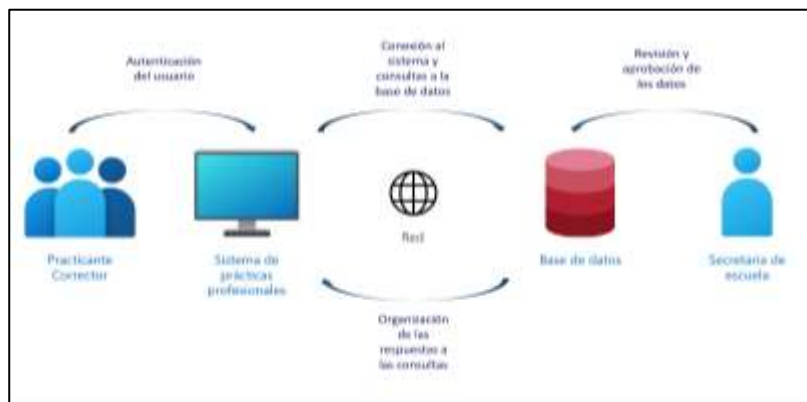 Autenticación
del usuario
Conexión al
sistema y
consultas a la
base de datos
Revisión y
aprobación de
los datos
Practicante
Corrector
Sistema de
prácticas
profesionales
Red
Base de datos
Secretaria de
escuela
Organización
de las
respuestas a
las consultas